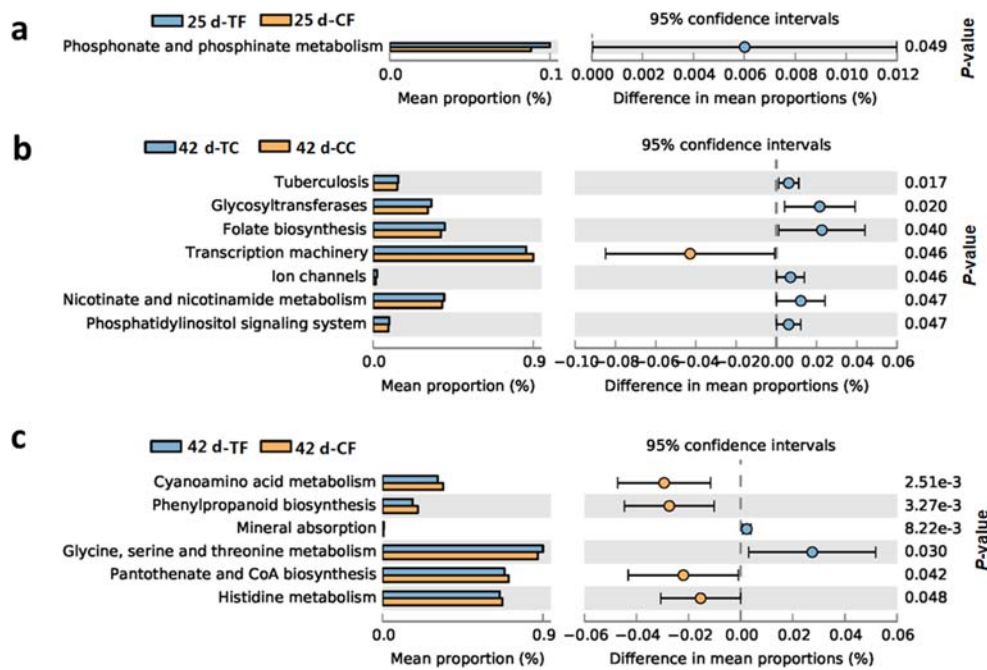 a
25 d-TF 25 d-CF
95% confidence intervals
Phosphonate and phosphinate metabolism
0.049
0.0 0.1
0.000 0.002 0.004 0.006 0.008 0.010 0.012
Mean proportion (%)
Difference in mean proportions (%)
P-value
b
42 d-TC 42 d-CC
95% confidence intervals
Tuberculosis 0.017
Glycosyltransferases 0.020
Folate biosynthesis 0.040
Transcription machinery 0.046
Ion channels 0.046
Nicotinate and nicotinamide metabolism 0.047
Phosphatidylinositol signaling system 0.047
0.0 0.9
−0.10 −0.08 −0.06 −0.04 −0.02 0.00 0.02 0.04 0.06
Mean proportion (%)
Difference in mean proportions (%)
P-value
c
42 d-TF 42 d-CF
95% confidence intervals
Cyanoamino acid metabolism 2.51e-3
Phenylpropanoid biosynthesis 3.27e-3
Mineral absorption 8.22e-3
Glycine, serine and threonine metabolism 0.030
Pantothenate and CoA biosynthesis 0.042
Histidine metabolism 0.048
0.0 0.9
−0.06 −0.04 −0.02 0.00 0.02 0.04 0.06
Mean proportion (%)
Difference in mean proportions (%)
P-value